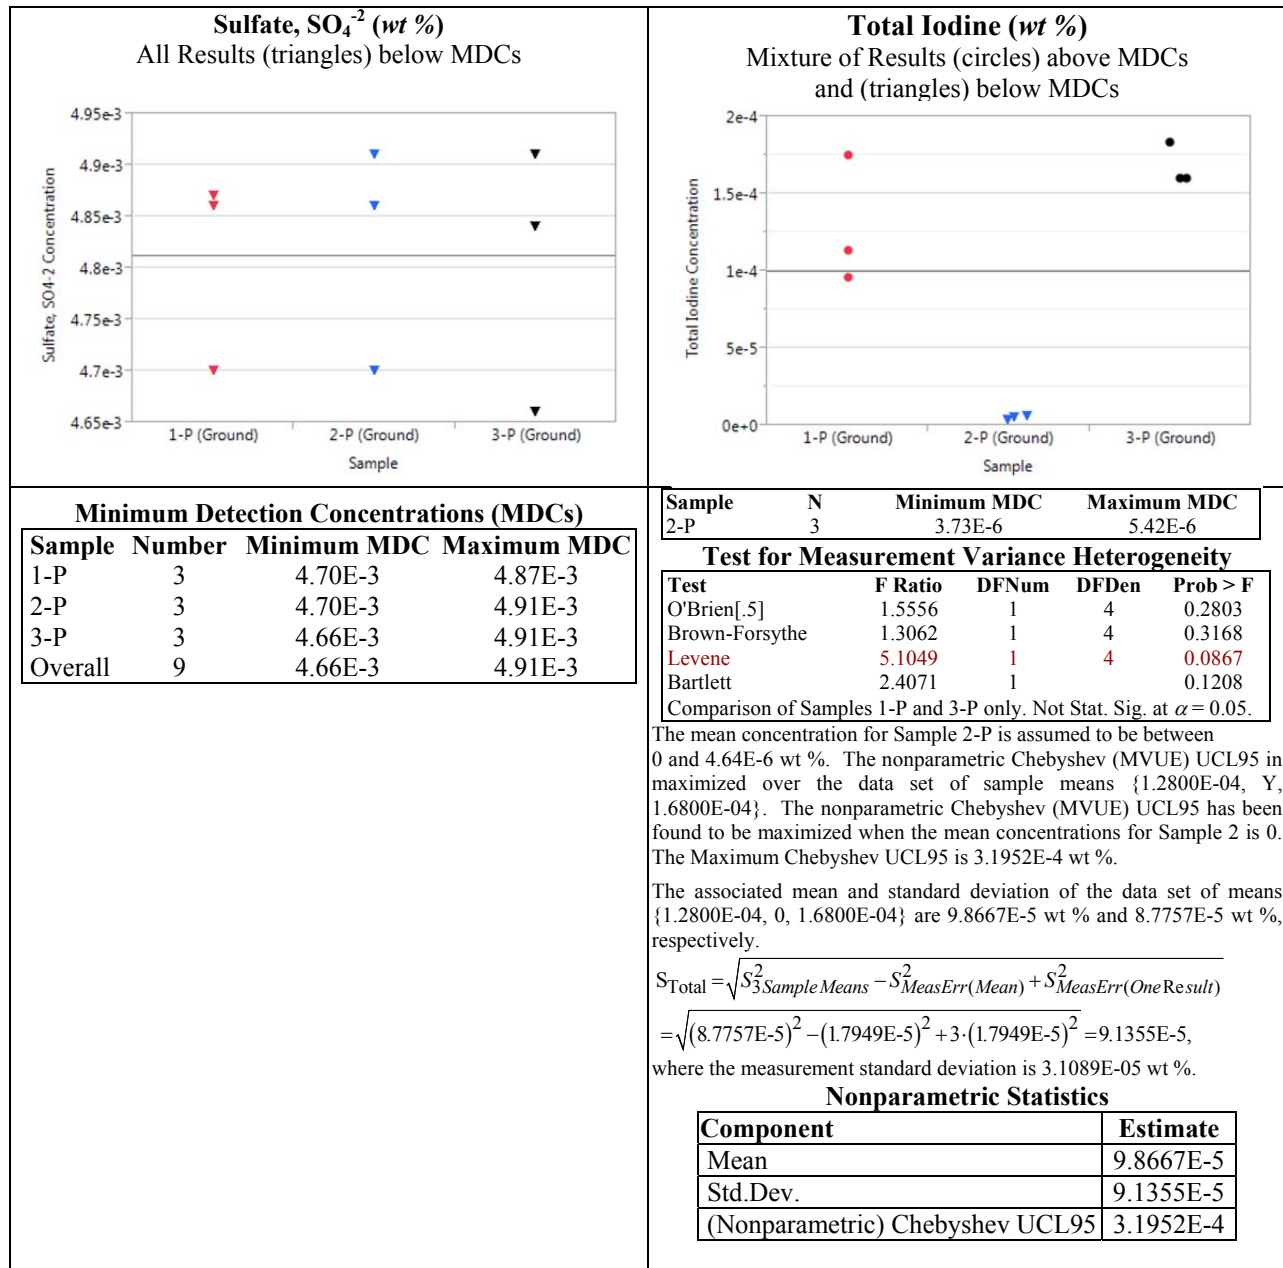 Sulfate, SO4-2 (wt %)
All Results (triangles) below MDCs
4.95e-3
4.9e-3
4.85e-3
4.8e-3
4.75e-3
4.7e-3
4.65e-3
Sulfate, SO4-2 Concentration
1-P (Ground) 2-P (Ground) 3-P (Ground)
Sample
Total Iodine (wt %)
Mixture of Results (circles) above MDCs
and (triangles) below MDCs
2e-4
1.5e-4
1e-4
5e-5
0e+0
Total Iodine Concentration
1-P (Ground) 2-P (Ground) 3-P (Ground)
Sample
Minimum Detection Concentrations (MDCs)
Sample Number Minimum MDC Maximum MDC
1-P 3 4.70E-3 4.87E-3
2-P 3 4.70E-3 4.91E-3
3-P 3 4.66E-3 4.91E-3
Overall 9 4.66E-3 4.91E-3
Sample N Minimum MDC Maximum MDC
2-P 3 3.73E-6 5.42E-6
Test for Measurement Variance Heterogeneity
Test F Ratio DFNum DFDen Prob > F
O'Brien[.5] 1.5556 1 4 0.2803
Brown-Forsythe 1.3062 1 4 0.3168
Levene 5.1049 1 4 0.0867
Bartlett 2.4071 1 0.1208
Comparison of Samples 1-P and 3-P only. Not Stat. Sig. at α = 0.05.
The mean concentration for Sample 2-P is assumed to be between
0 and 4.64E-6 wt %. The nonparametric Chebyshev (MVUE) UCL95 in
maximized over the data set of sample means {1.2800E-04, Y,
1.6800E-04}. The nonparametric Chebyshev (MVUE) UCL95 has been
found to be maximized when the mean concentrations for Sample 2 is 0.
The Maximum Chebyshev UCL95 is 3.1952E-4 wt %.
The associated mean and standard deviation of the data set of means
{1.2800E-04, 0, 1.6800E-04} are 9.8667E-5 wt % and 8.7757E-5 wt %,
respectively.
STotal = √S²3SampleMeans − S²MeasErr(Mean) + S²MeasErr(OneResult)
= √(8.7757E-5)² − (1.7949E-5)² + 3·(1.7949E-5)² = 9.1355E-5,
where the measurement standard deviation is 3.1089E-05 wt %.
Nonparametric Statistics
Component Estimate
Mean 9.8667E-5
Std.Dev. 9.1355E-5
(Nonparametric) Chebyshev UCL95 3.1952E-4